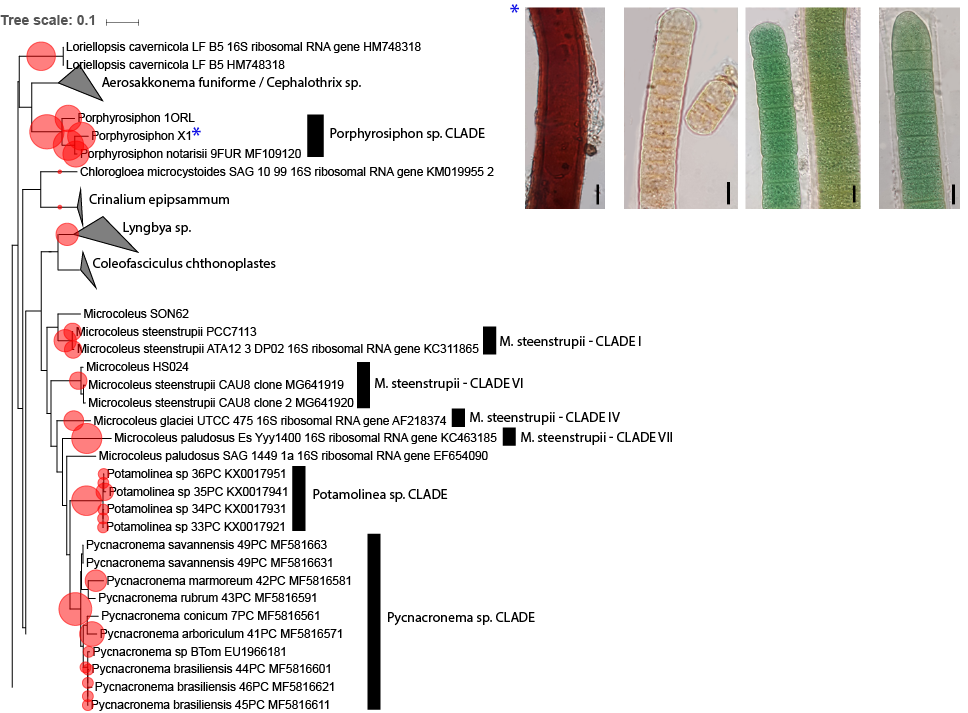 Tree scale: 0.1
*
Loriellopsis cavernicola LF B5 16S ribosomal RNA gene HM748318
Loriellopsis cavernicola LF B5 HM748318
Aerosakkonema funiforme / Cephalothrix sp.
Porphyrosiphon 1ORL
Porphyrosiphon X1*
Porphyrosiphon sp. CLADE
Porphyrosiphon notarisii 9FUR MF109120
Chlorogloea microcystoides SAG 10 99 16S ribosomal RNA gene KM019955 2
Crinalium epipsammum
Lyngbya sp.
Coleofasciculus chthonoplastes
Microcoleus SON62
Microcoleus steenstrupii PCC7113
M. steenstrupii - CLADE I
Microcoleus steenstrupii ATA12 3 DP02 16S ribosomal RNA gene KC311865
Microcoleus HS024
Microcoleus steenstrupii CAU8 clone MG641919
M. steenstrupii - CLADE VI
Microcoleus steenstrupii CAU8 clone 2 MG641920
Microcoleus glaciei UTCC 475 16S ribosomal RNA gene AF218374
M. steenstrupii - CLADE IV
Microcoleus paludosus Es Yyy1400 16S ribosomal RNA gene KC463185
M. steenstrupii - CLADE VII
Microcoleus paludosus SAG 1449 1a 16S ribosomal RNA gene EF654090
Potamolinea sp 36PC KX0017951
Potamolinea sp 35PC KX0017941
Potamolinea sp. CLADE
Potamolinea sp 34PC KX0017931
Potamolinea sp 33PC KX0017921
Pycnacronema savannensis 49PC MF581663
Pycnacronema savannensis 49PC MF5816631
Pycnacronema marmoreum 42PC MF5816581
Pycnacronema rubrum 43PC MF5816591
Pycnacronema conicum 7PC MF5816561
Pycnacronema sp. CLADE
Pycnacronema arboriculum 41PC MF5816571
Pycnacronema sp BTom EU1966181
Pycnacronema brasiliensis 44PC MF5816601
Pycnacronema brasiliensis 46PC MF5816621
Pycnacronema brasiliensis 45PC MF5816611